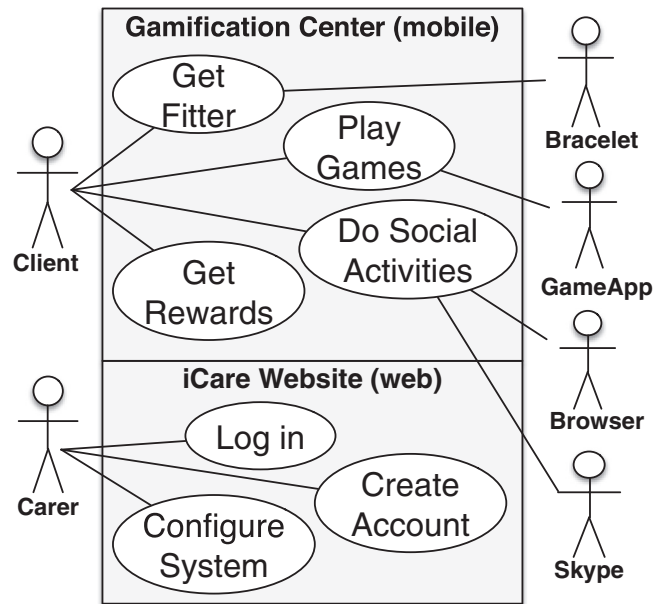 Gamification Center (mobile)
Get
Fitter
Bracelet
Play
Games
Client
Do Social
Activities
GameApp
Get
Rewards
Browser
iCare Website (web)
Log in
Carer
Create
Account
Configure
System
Skype